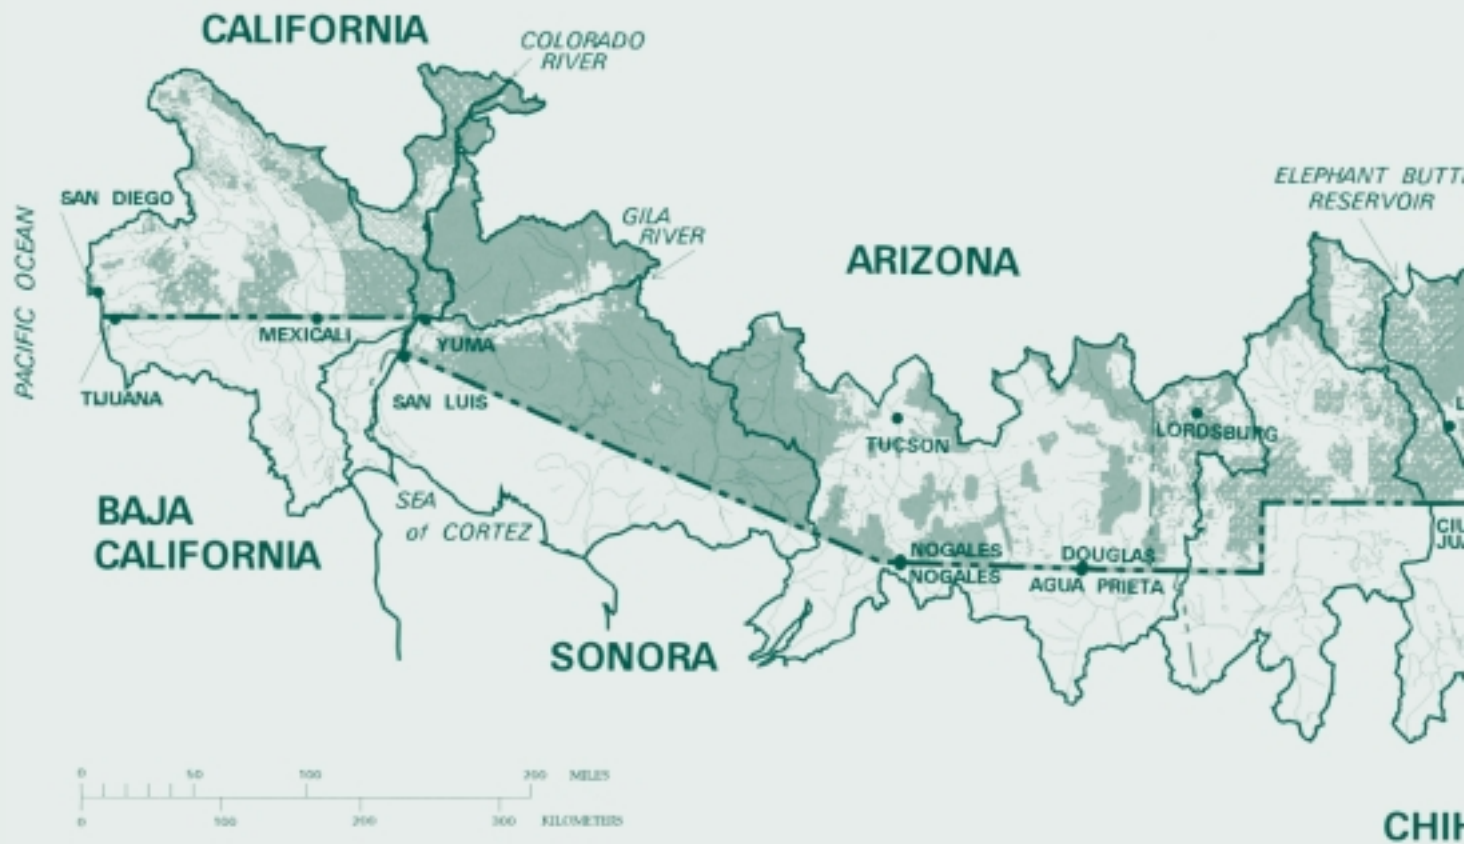 CALIFORNIA
COLORADO
RIVER
SAN DIEGO
PACIFIC OCEAN
GILA
RIVER
ARIZONA
ELEPHANT
RESERVOIR
MEXICALI
YUMA
TIJUANA
SAN LUIS
TUCSON
LORDSBURG
BAJA
CALIFORNIA
SEA
of CORTEZ
NOGALES
NOGALES
DOUGLAS
AGUA PRIETA
SONORA
0 50 100 200 MILES
0 100 200 300 KILOMETERS